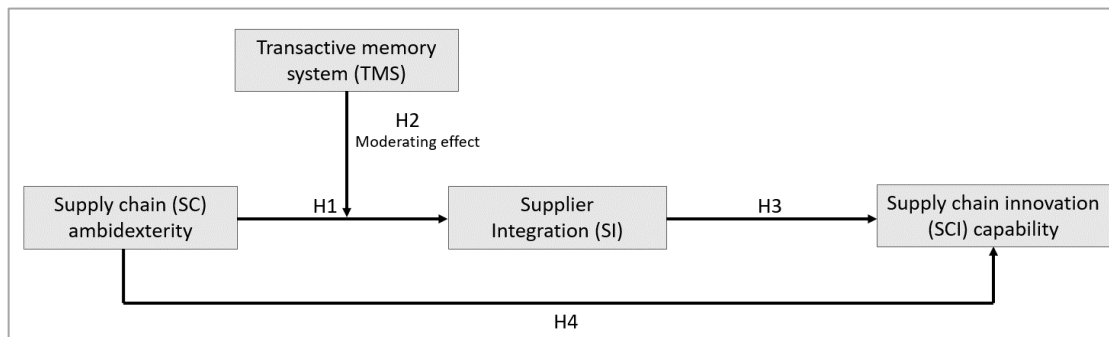 Transactive memory
system (TMS)
H2
Moderating effect
Supply chain (SC)
ambidexterity
H1
Supplier
Integration (SI)
H3
Supply chain innovation
(SCI) capability
H4